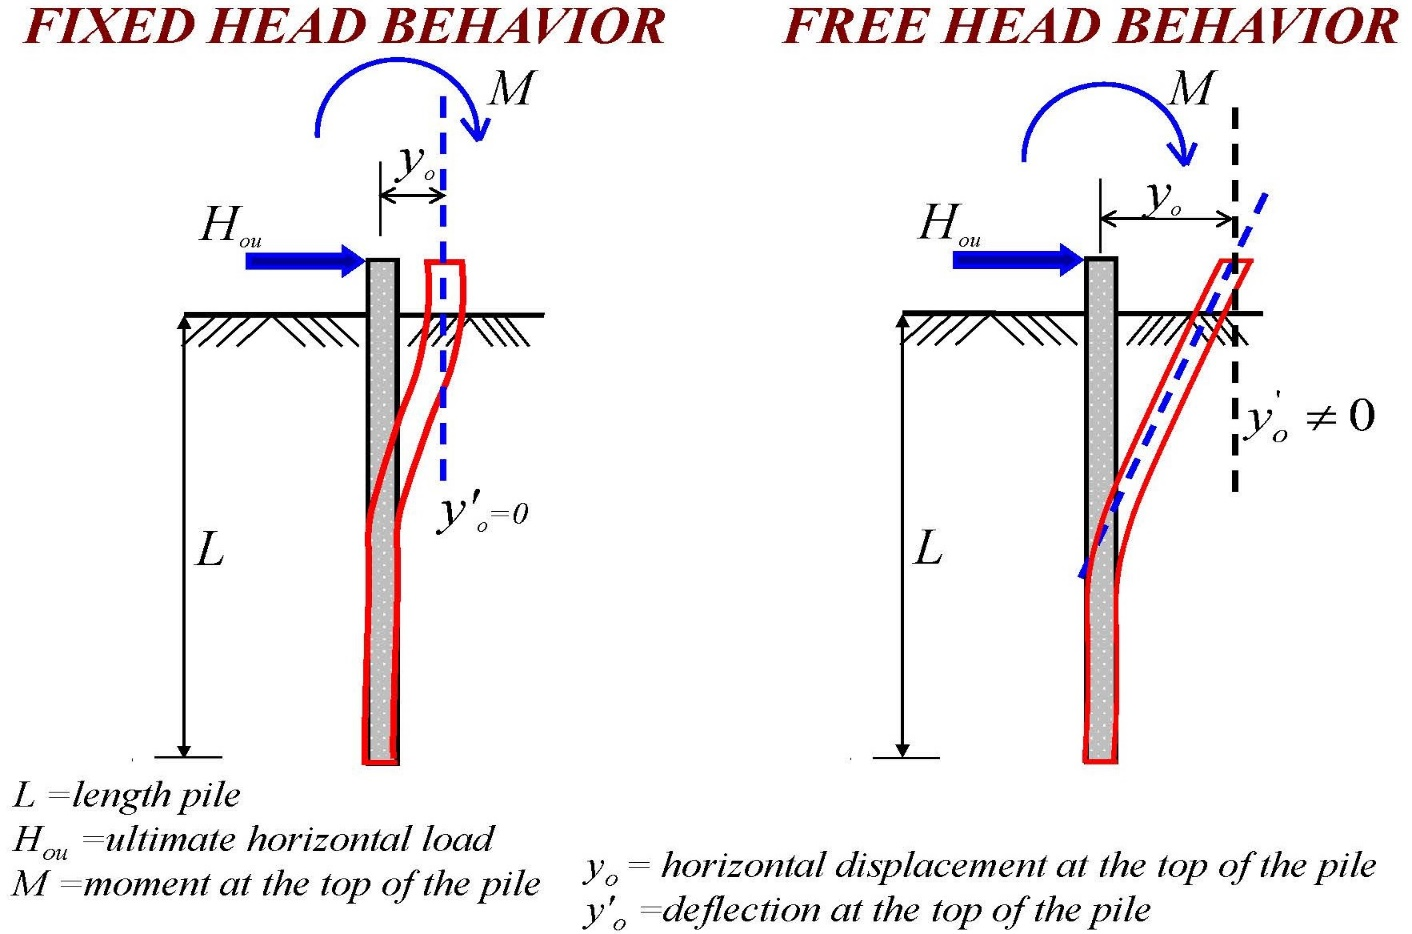 FIXED HEAD BEHAVIOR
FREE HEAD BEHAVIOR
M
M
yₒ
yₒ
Hₒᵤ
Hₒᵤ
y'ₒ ≠ 0
y'ₒ=0
L
L
L =length pile
Hₒᵤ =ultimate horizontal load
M =moment at the top of the pile
yₒ = horizontal displacement at the top of the pile
y'ₒ =deflection at the top of the pile